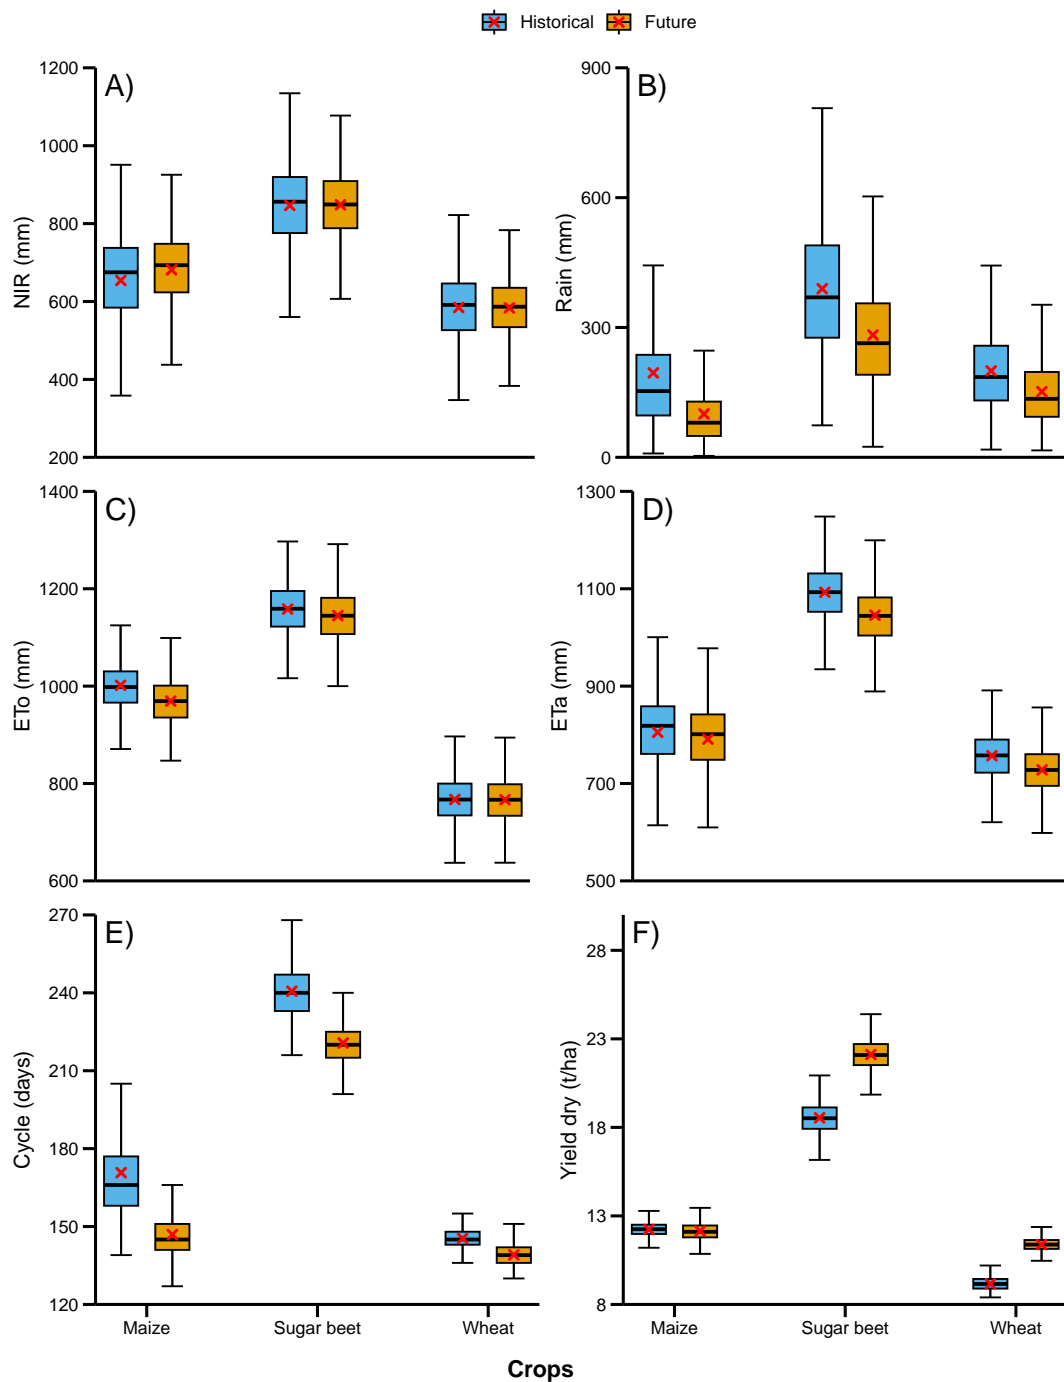 Historical Future
A)
1200
1000
800
600
400
200
NIR (mm)
B)
900
600
300
0
Rain (mm)
C)
1400
1200
1000
800
600
ETo (mm)
D)
1300
1100
900
700
500
ETa (mm)
E)
270
240
210
180
150
120
Cycle (days)
Maize Sugar beet Wheat
F)
28
23
18
13
8
Yield dry (t/ha)
Maize Sugar beet Wheat
Crops